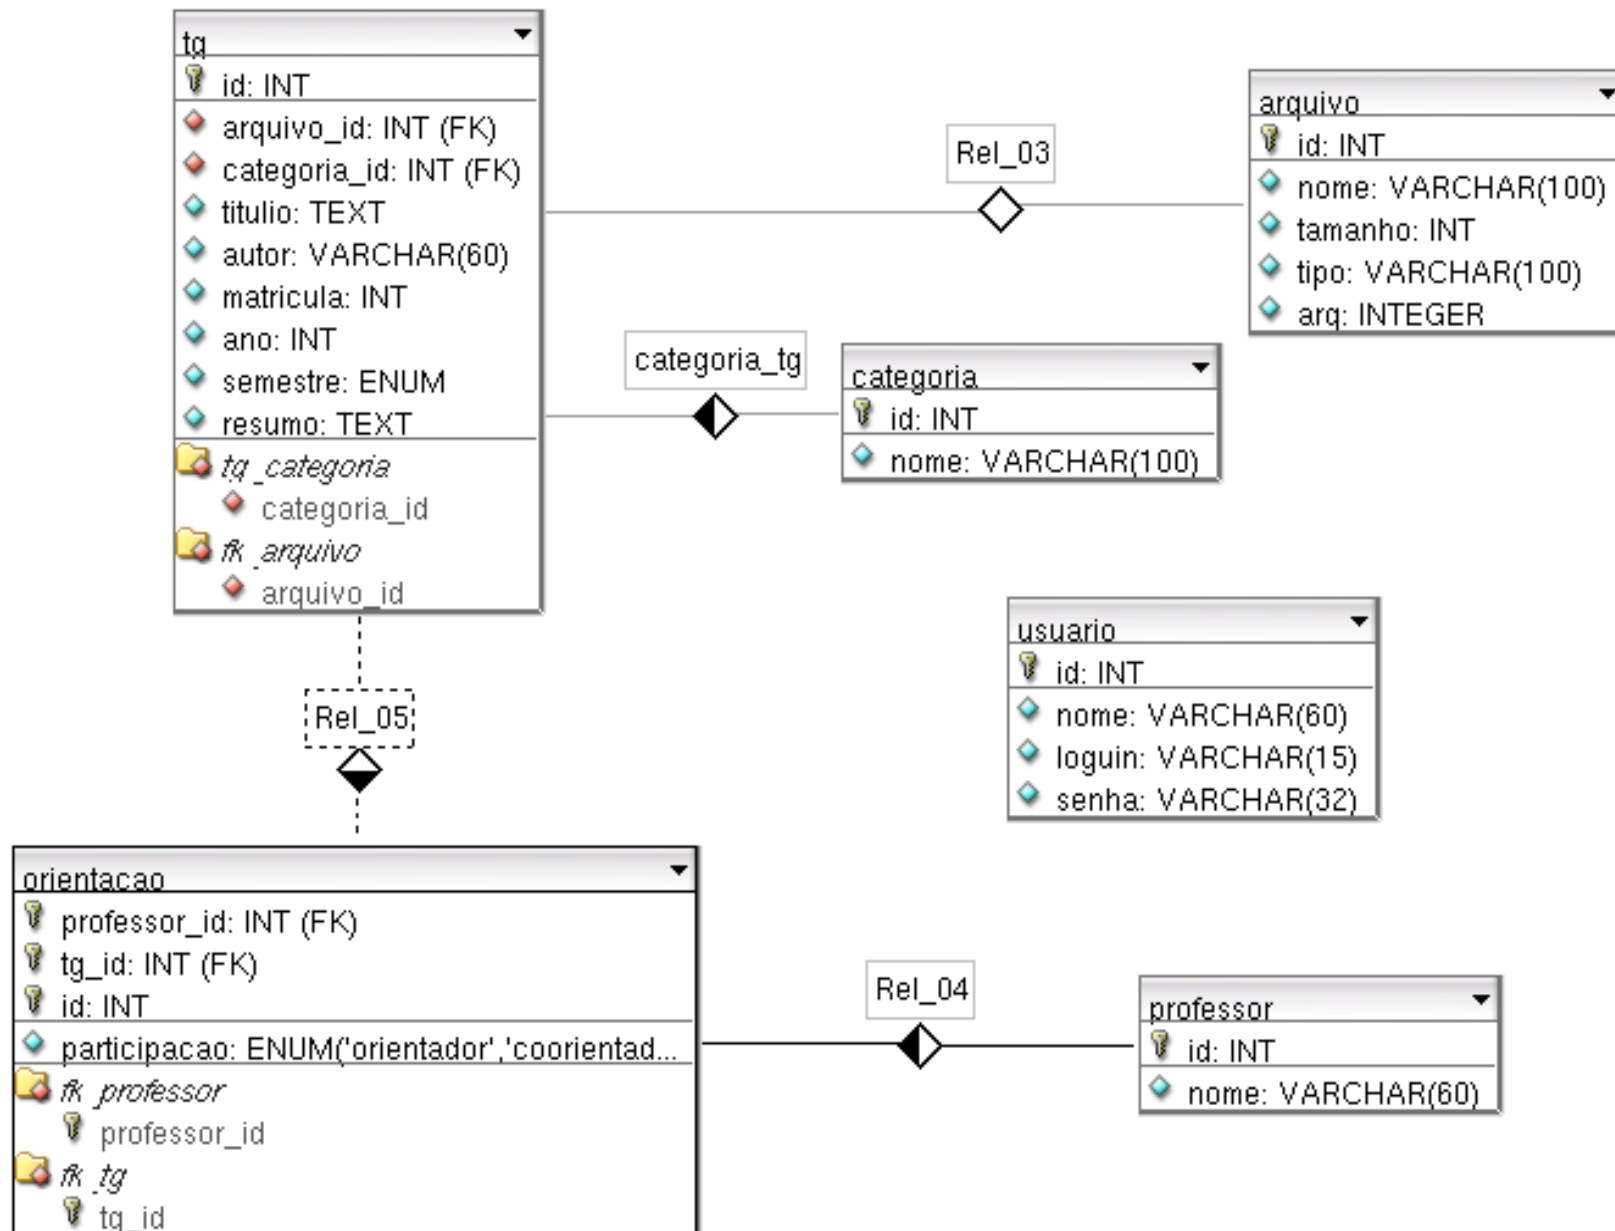 tg
id: INT
arquivo_id: INT (FK)
categoria_id: INT (FK)
titulio: TEXT
autor: VARCHAR(60)
matricula: INT
ano: INT
semestre: ENUM
resumo: TEXT
tg_categoria
categoria_id
fk_arquivo
arquivo_id
Rel_03
arquivo
id: INT
nome: VARCHAR(100)
tamanho: INT
tipo: VARCHAR(100)
arq: INTEGER
categoria_tg
categoria
id: INT
nome: VARCHAR(100)
usuario
id: INT
nome: VARCHAR(60)
loguin: VARCHAR(15)
senha: VARCHAR(32)
Rel_05
orientacao
professor_id: INT (FK)
tg_id: INT (FK)
id: INT
participacao: ENUM('orientador','coorientad...
fk_professor
professor_id
fk_tg
tg_id
Rel_04
professor
id: INT
nome: VARCHAR(60)